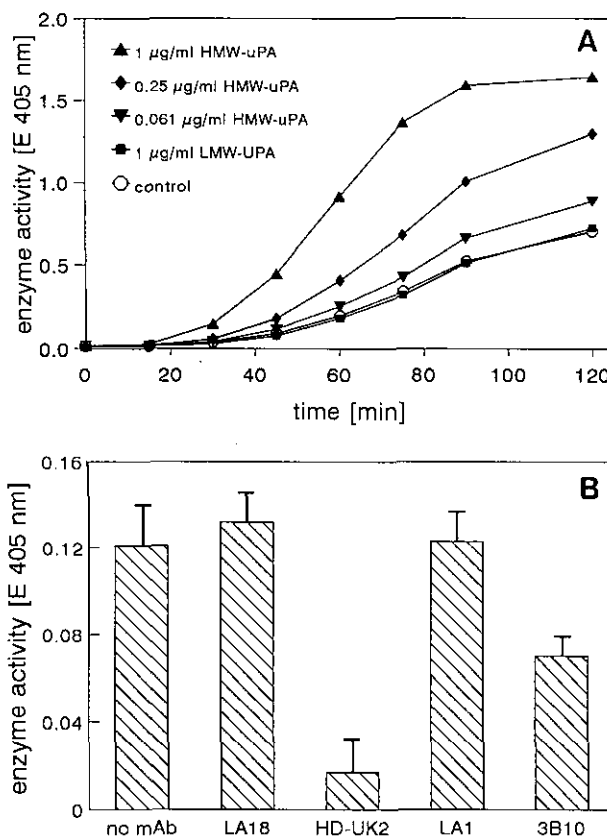 A
2.0
1.5
1.0
0.5
0.0
enzyme activity [E 405 nm]
1 µg/ml HMW-uPA
0.25 µg/ml HMW-uPA
0.061 µg/ml HMW-uPA
1 µg/ml LMW-UPA
control
0 20 40 60 80 100 120
time [min]
B
0.16
0.12
0.08
0.04
0
enzyme activity [E 405 nm]
no mAb LA18 HD-UK2 LA1 3B10